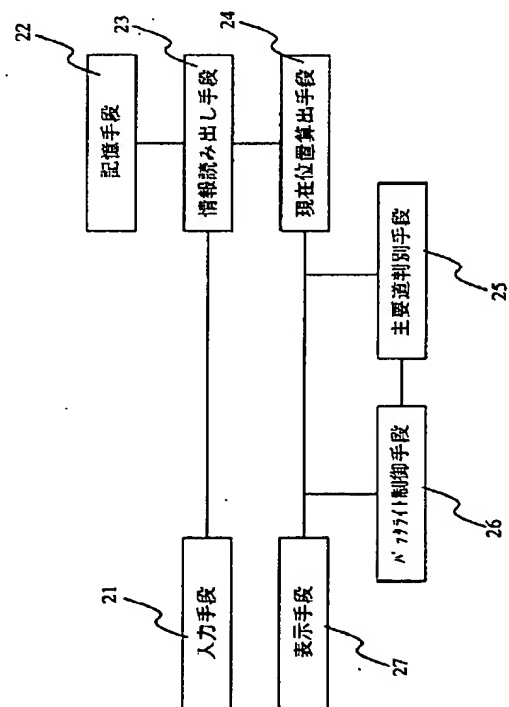 22
記憶手段
23
情報読み出し手段
24
現在位置算出手段
主要道判別手段
25
バックライト制御手段
26
21
入力手段
表示手段
27